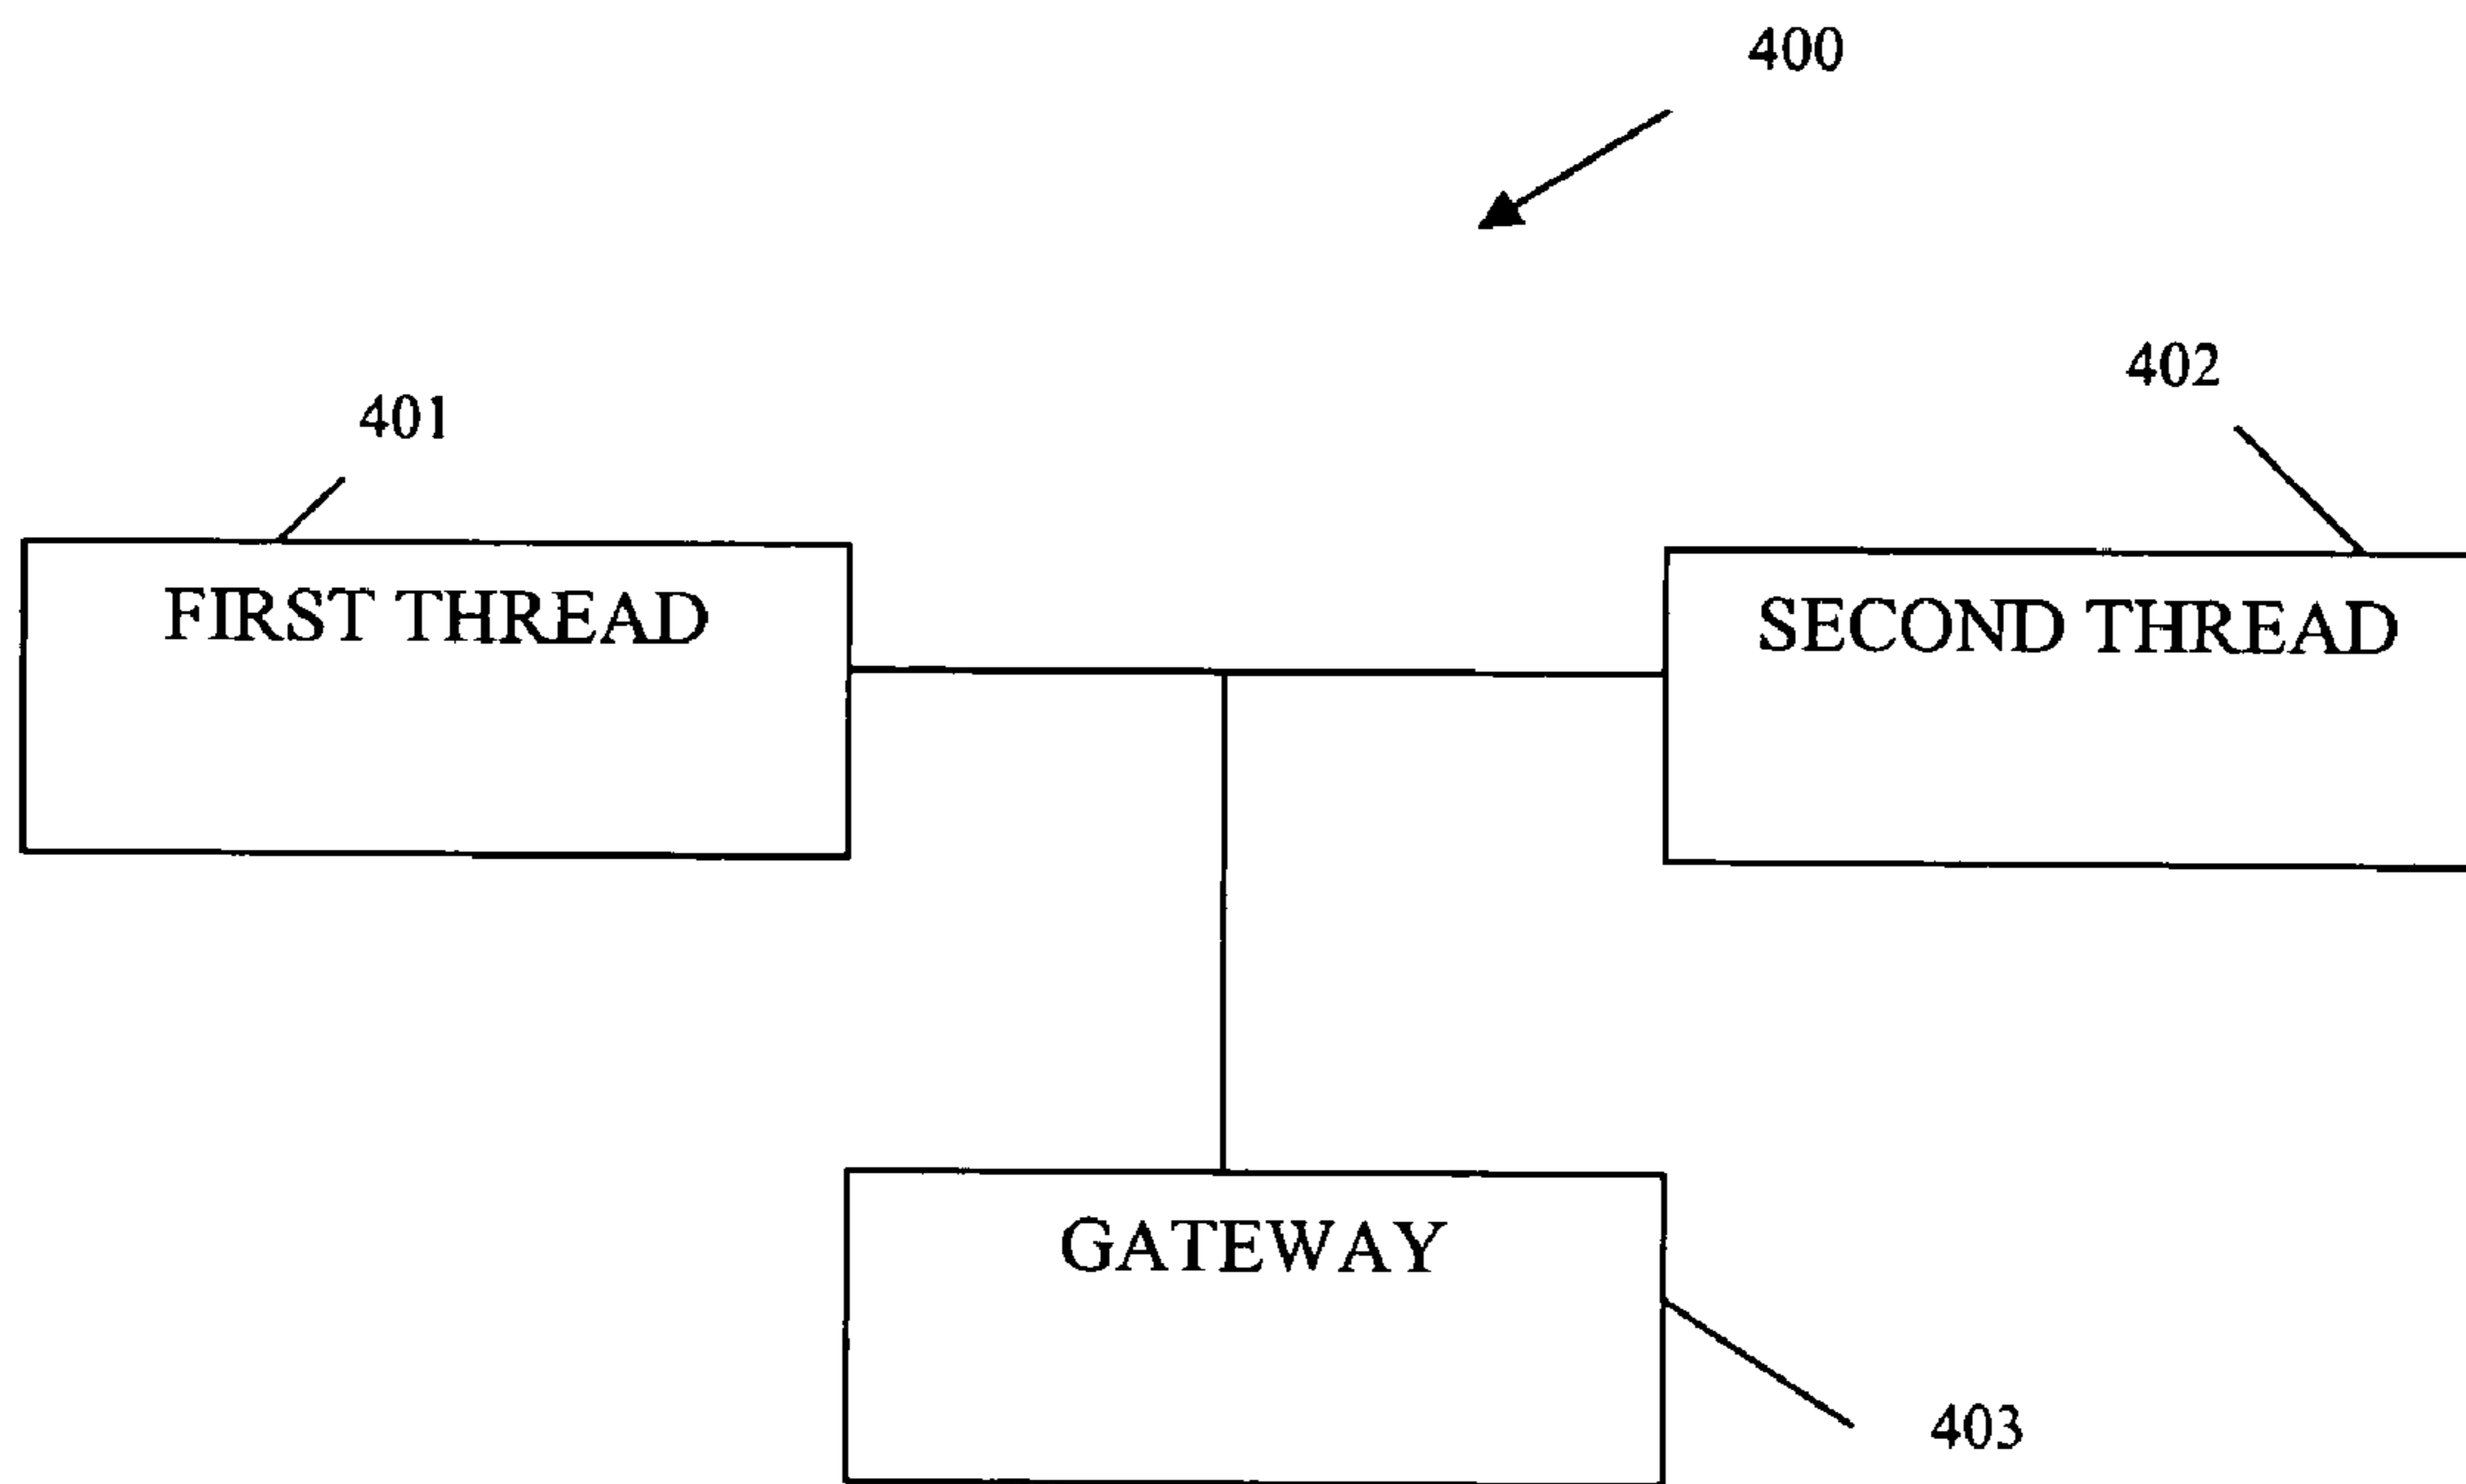 400
402
401
FIRST THREAD
SECOND THREAD
GATEWAY
403